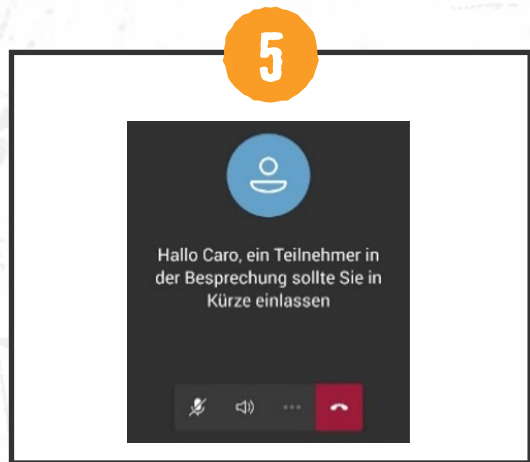 5
Hallo Caro, ein Teilnehmer in
der Besprechung sollte Sie in
Kürze einlassen